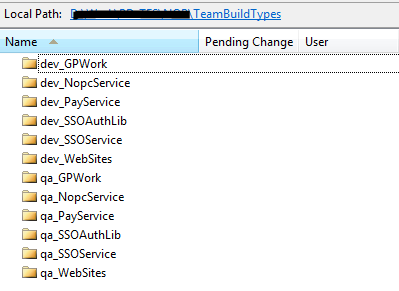 Local Path: \TeamBuildTypes
Name Pending Change User
dev_GPWork
dev_NopcService
dev_PayService
dev_SSOAuthLib
dev_SSOService
dev_WebSites
qa_GPWork
qa_NopcService
qa_PayService
qa_SSOAuthLib
qa_SSOService
qa_WebSites